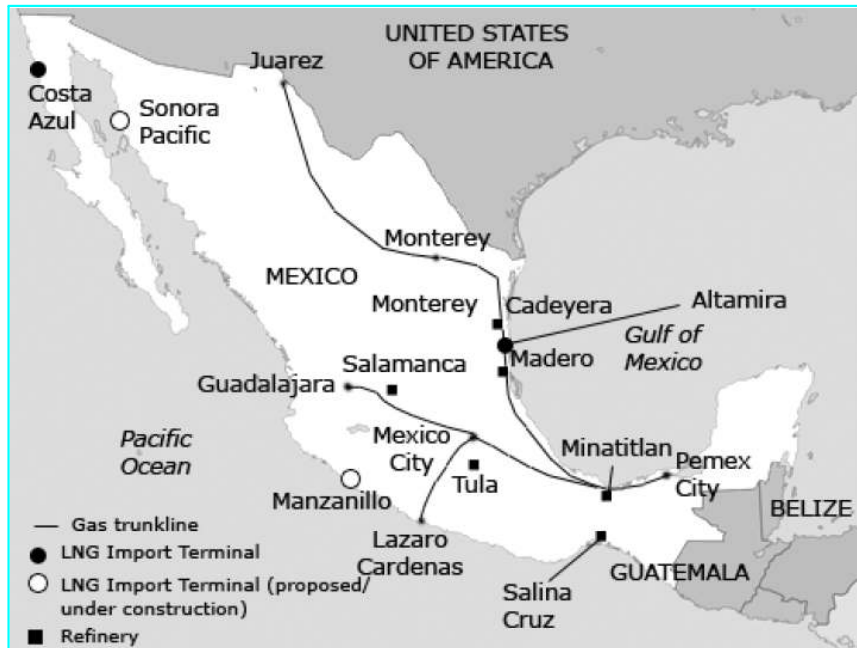 UNITED STATES
OF AMERICA
Juarez
Costa
Azul
Sonora
Pacific
Monterey
MEXICO
Monterey
Cadeyera
Altamira
Gulf of
Mexico
Madero
Salamanca
Guadalajara
Pacific
Ocean
Mexico
City
Minatitlan
Pemex
City
Tula
Manzanillo
BELIZE
Lazaro
Cardenas
Salina
Cruz
GUATEMALA
Gas trunkline
LNG Import Terminal
LNG Import Terminal (proposed/
under construction)
Refinery